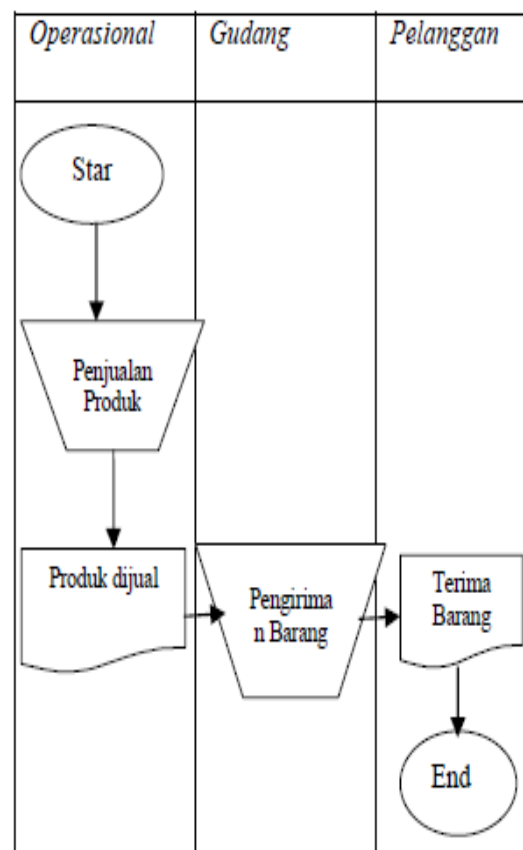 Operasional
Gudang
Pelanggan
Star
Penjualan
Produk
Produk dijual
Pengirima
n Barang
Terima
Barang
End